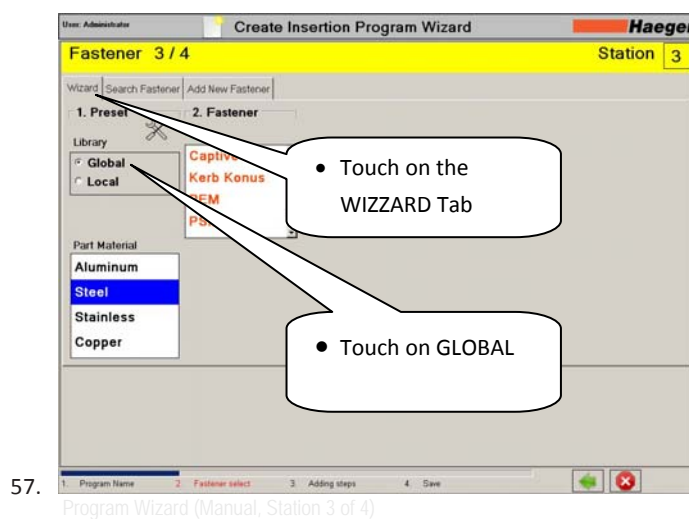 User: Administrator
Create Insertion Program Wizard
Haeger
Fastener 3 / 4
Station 3
Wizard
Search Fastener
Add New Fastener
1. Preset
2. Fastener
Library
Global
Local
Kerb Konus
Part Material
Aluminum
Steel
Stainless
Copper
• Touch on the
WIZZARD Tab
• Touch on GLOBAL
57.
1. Program Name
2 Fastener select
3. Adding steps
4. Save
Program Wizard (Manual, Station 3 of 4)